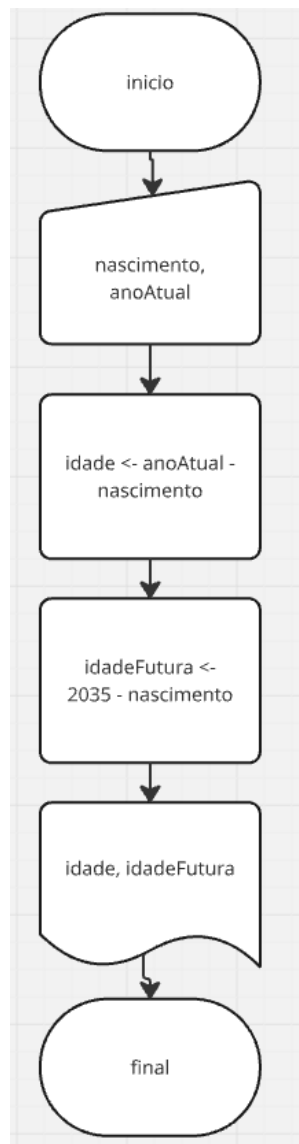 inicio
nascimento,
anoAtual
idade <- anoAtual -
nascimento
idadeFutura <-
2035 - nascimento
idade, idadeFutura
final